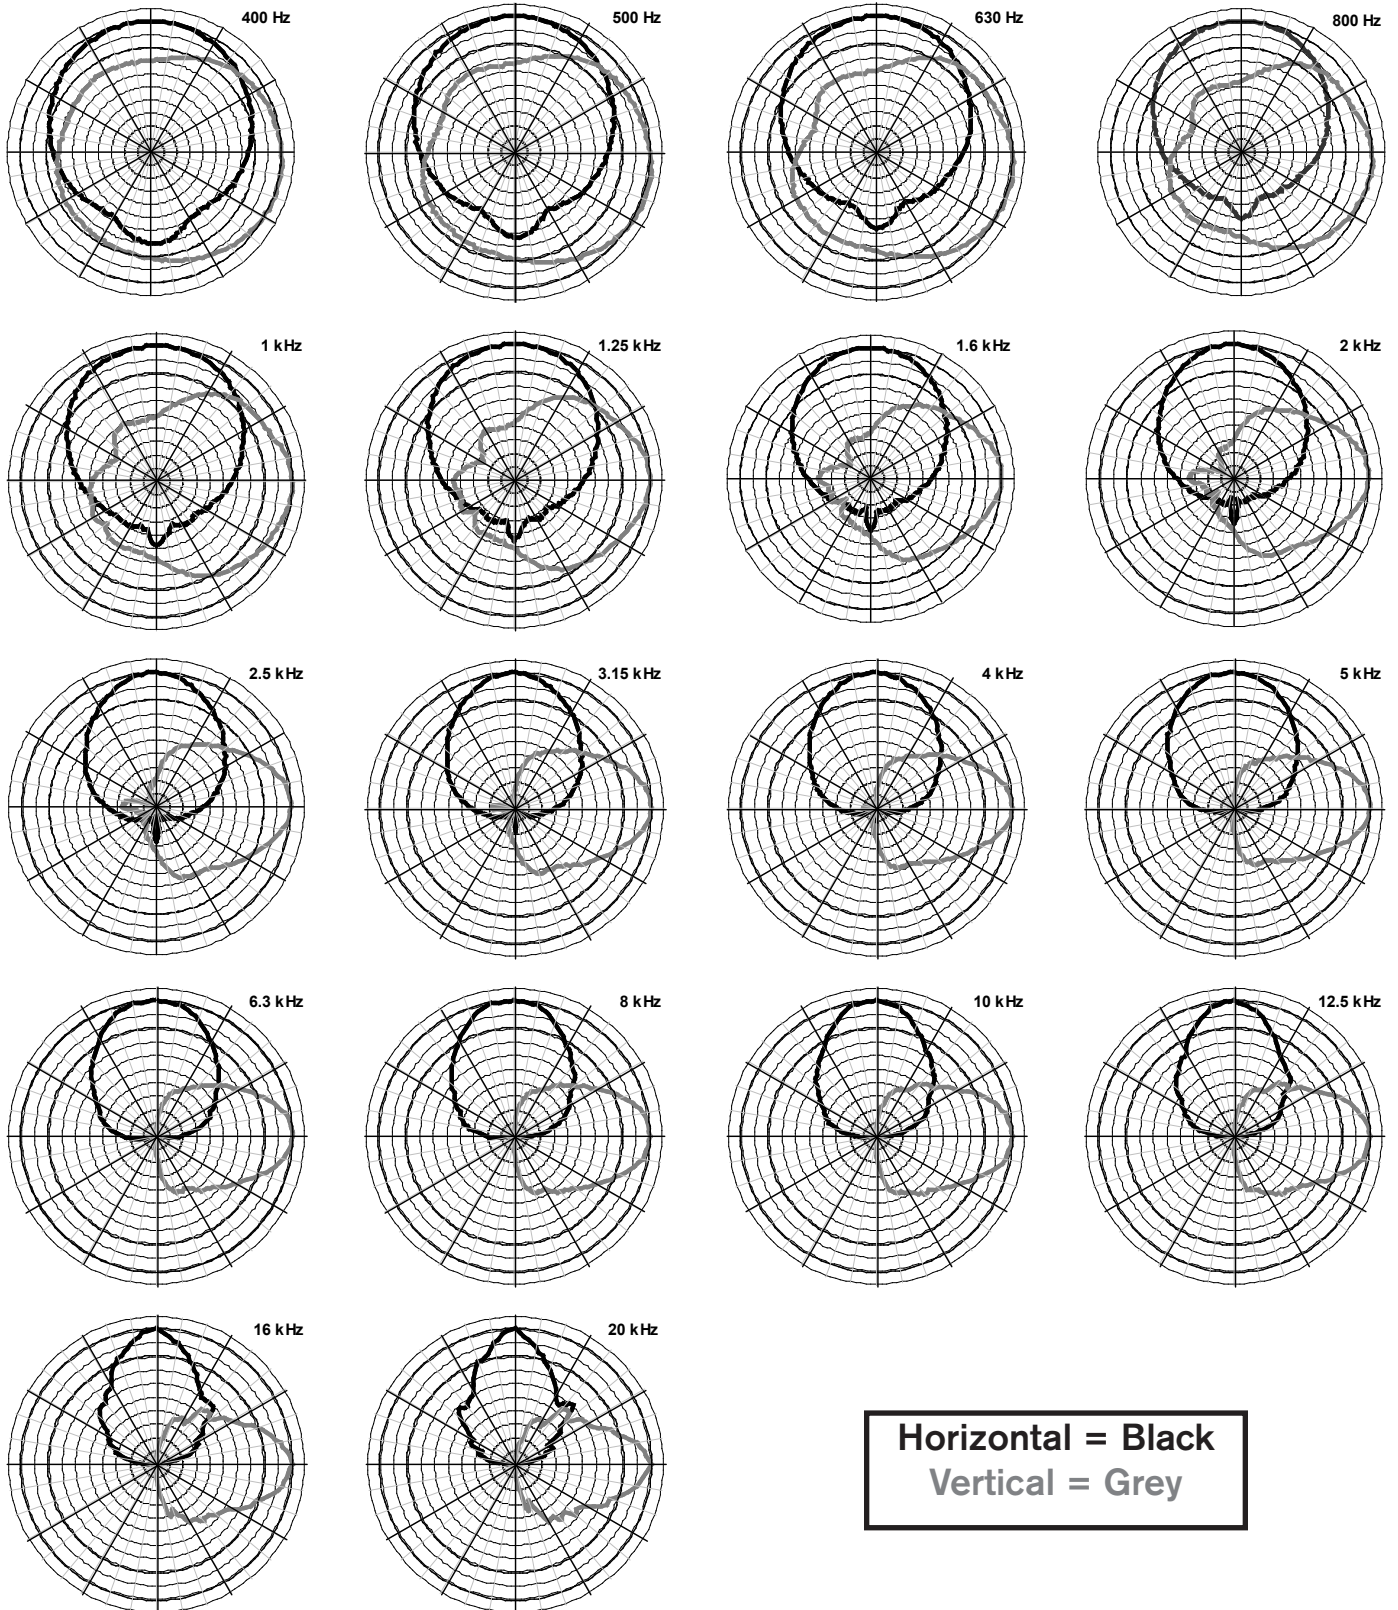 400 Hz
500 Hz
630 Hz
800 Hz
1 kHz
1.25 kHz
1.6 kHz
2 kHz
2.5 kHz
3.15 kHz
4 kHz
5 kHz
6.3 kHz
8 kHz
10 kHz
12.5 kHz
16 kHz
20 kHz
Horizontal = Black
Vertical = Grey